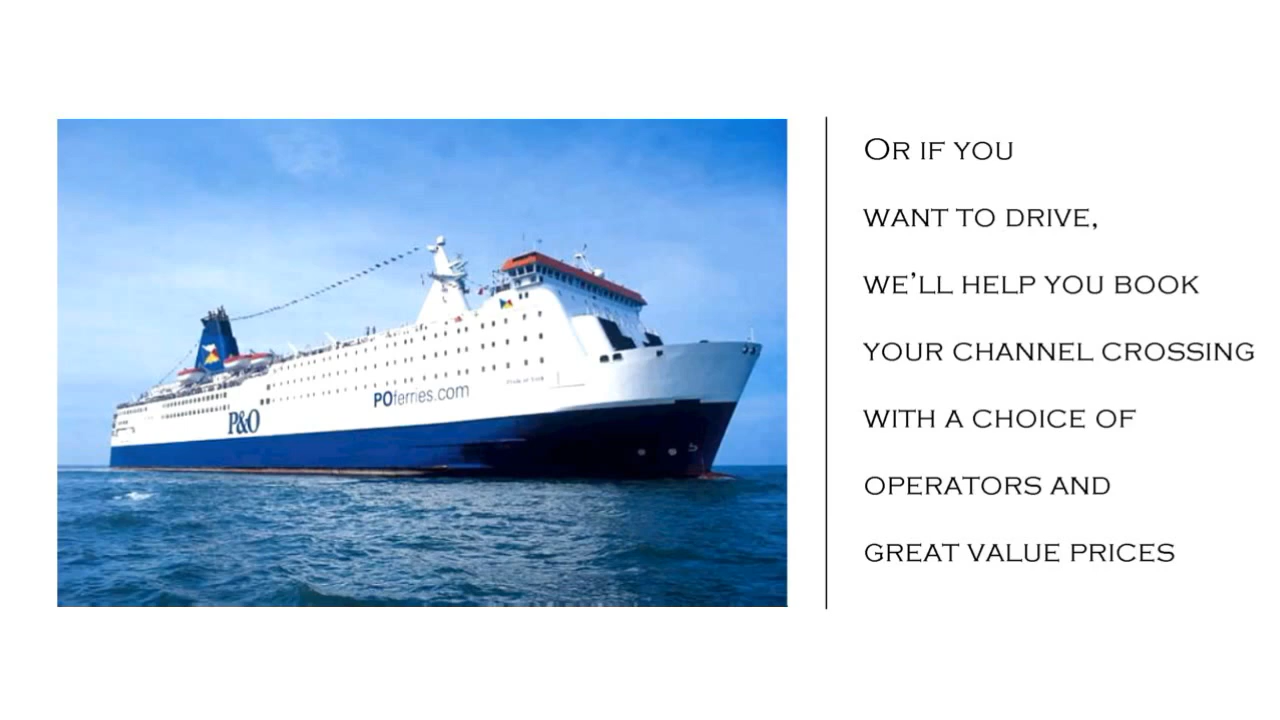 Or if you
want to drive,
we'll help you book
your channel crossing
with a choice of
operators and
great value prices
POferries.com
P&O